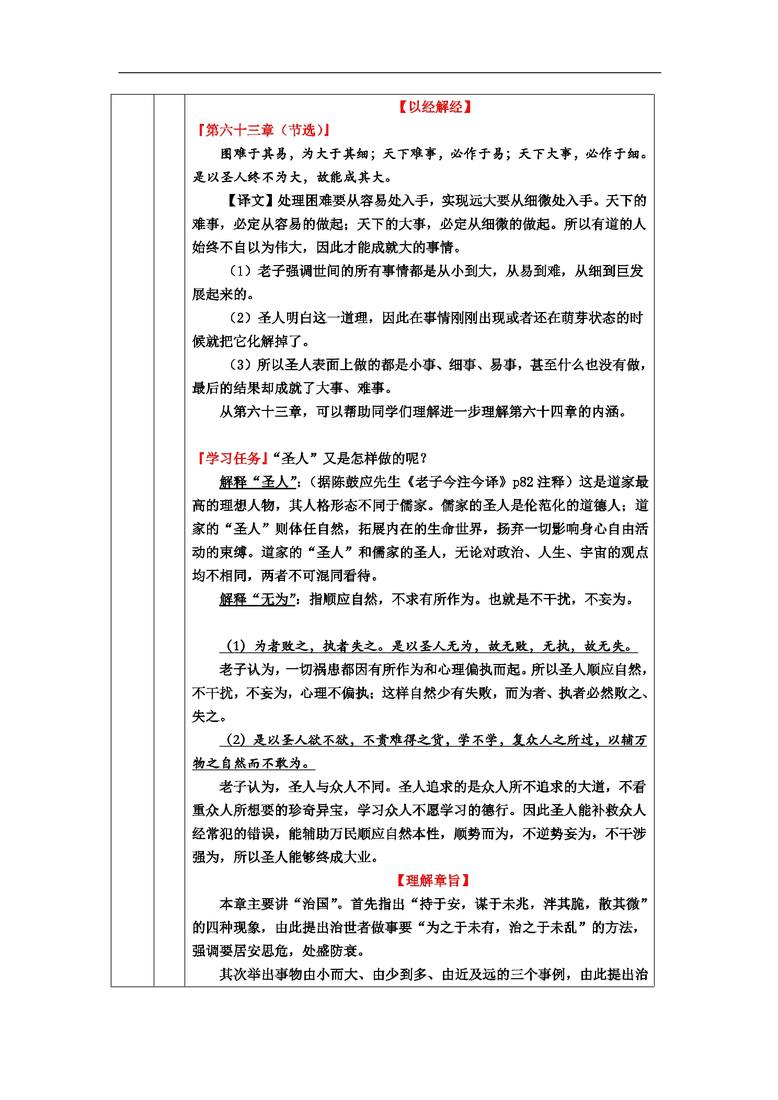 【以经解经】
『第六十三章（节选）』
图难于其易，为大于其细；天下难事，必作于易；天下大事，必作于细。
是以圣人终不为大，故能成其大。
【译文】处理困难要从容易处入手，实现远大要从细微处入手。天下的
难事，必定从容易的做起；天下的大事，必定从细微的做起。所以有道的人
始终不自以为伟大，因此才能成就大的事情。
（1）老子强调世间的所有事情都是从小到大，从易到难，从细到巨发
展起来的。
（2）圣人明白这一道理，因此在事情刚刚出现或者还在萌芽状态的时
候就把它化解掉了。
（3）所以圣人表面上做的都是小事、细事、易事，甚至什么也没有做，
最后的结果却成就了大事、难事。
从第六十三章，可以帮助同学们理解进一步理解第六十四章的内涵。
『学习任务』“圣人”又是怎样做的呢？
解释“圣人”：（据陈鼓应先生《老子今注今译》p82 注释）这是道家最
高的理想人物，其人格形态不同于儒家。儒家的圣人是伦范化的道德人；道
家的“圣人”则体任自然，拓展内在的生命世界，扬弃一切影响身心自由活
动的束缚。道家的“圣人”和儒家的圣人，无论对政治、人生、宇宙的观点
均不相同，两者不可混同看待。
解释“无为”：指顺应自然，不求有所作为。也就是不干扰，不妄为。
（1）为者败之，执者失之。是以圣人无为，故无败，无执，故无失。
老子认为，一切祸患都因有所作为和心理偏执而起。所以圣人顺应自然，
不干扰，不妄为，心理不偏执；这样自然少有失败，而为者、执者必然败之、
失之。
（2）是以圣人欲不欲，不贵难得之货，学不学，复众人之所过，以辅万
物之自然而不敢为。
老子认为，圣人与众人不同。圣人追求的是众人所不追求的大道，不看
重众人所想要的珍奇异宝，学习众人不愿学习的德行。因此圣人能补救众人
经常犯的错误，能辅助万民顺应自然本性，顺势而为，不逆势妄为，不干涉
强为，所以圣人能够终成大业。
【理解章旨】
本章主要讲“治国”。首先指出“持于安，谋于未兆，泮其脆，散其微”
的四种现象，由此提出治世者做事要“为之于未有，治之于未乱”的方法，
强调要居安思危，处盛防衰。
其次举出事物由小而大、由少到多、由近及远的三个事例，由此提出治